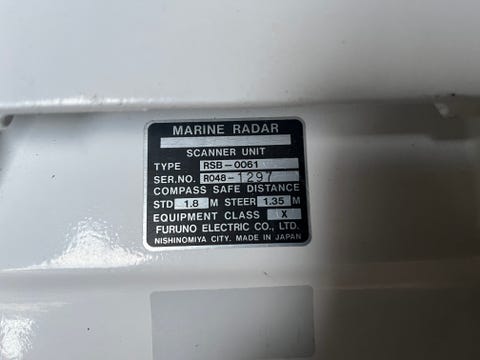 MARINE RADAR
SCANNER UNIT
TYPE RSB-0061
SER.NO. R048-1297
COMPASS SAFE DISTANCE
STD 1.8 M STEER 1.35 M
EQUIPMENT CLASS X
FURUNO ELECTRIC CO., LTD.
NISHINOMIYA CITY. MADE IN JAPAN